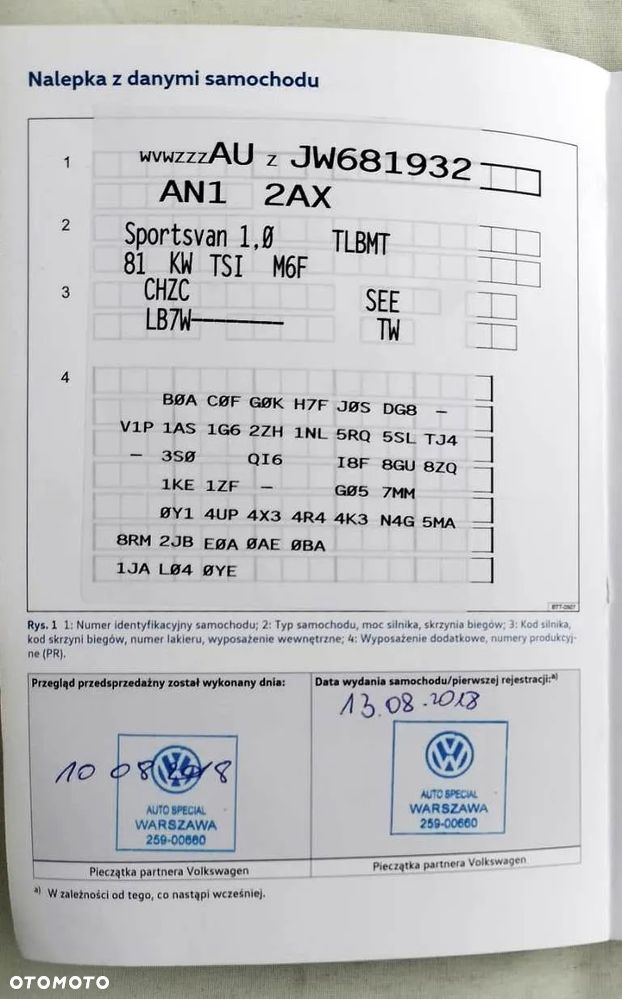 Nalepka z danymi samochodu
1 WVWZZZAU Z JW681932
AN1 2AX
2 Sportsvan 1,0 TLBMT
81 KW TSI M6F
3 CHZC SEE
LB7W-------- TW
4
B0A C0F G0K H7F J0S DG8 -
V1P 1AS 1G6 2ZH 1NL 5RQ 5SL TJ4
- 3S0 QI6 I8F 8GU 8ZQ
1KE 1ZF - G05 7MM
0Y1 4UP 4X3 4R4 4K3 N4G 5MA
8RM 2JB E0A 0AE 0BA
1JA L04 0YE
Rys. 1 1: Numer identyfikacyjny samochodu; 2: Typ samochodu, moc silnika, skrzynia biegów; 3: Kod silnika,
kod skrzyni biegów, numer lakieru, wyposażenie wewnętrzne; 4: Wyposażenie dodatkowe, numery produkcyj-
ne (PR).
Przegląd przedsprzedażny został wykonany dnia:
10 08 2018
AUTO SPECIAL
WARSZAWA
259-00660
Pieczątka partnera Volkswagen
Data wydania samochodu/pierwszej rejestracji:a)
13.08.2018
AUTO SPECIAL
WARSZAWA
259-00660
Pieczątka partnera Volkswagen
a) W zależności od tego, co nastąpi wcześniej.
OTOMOTO